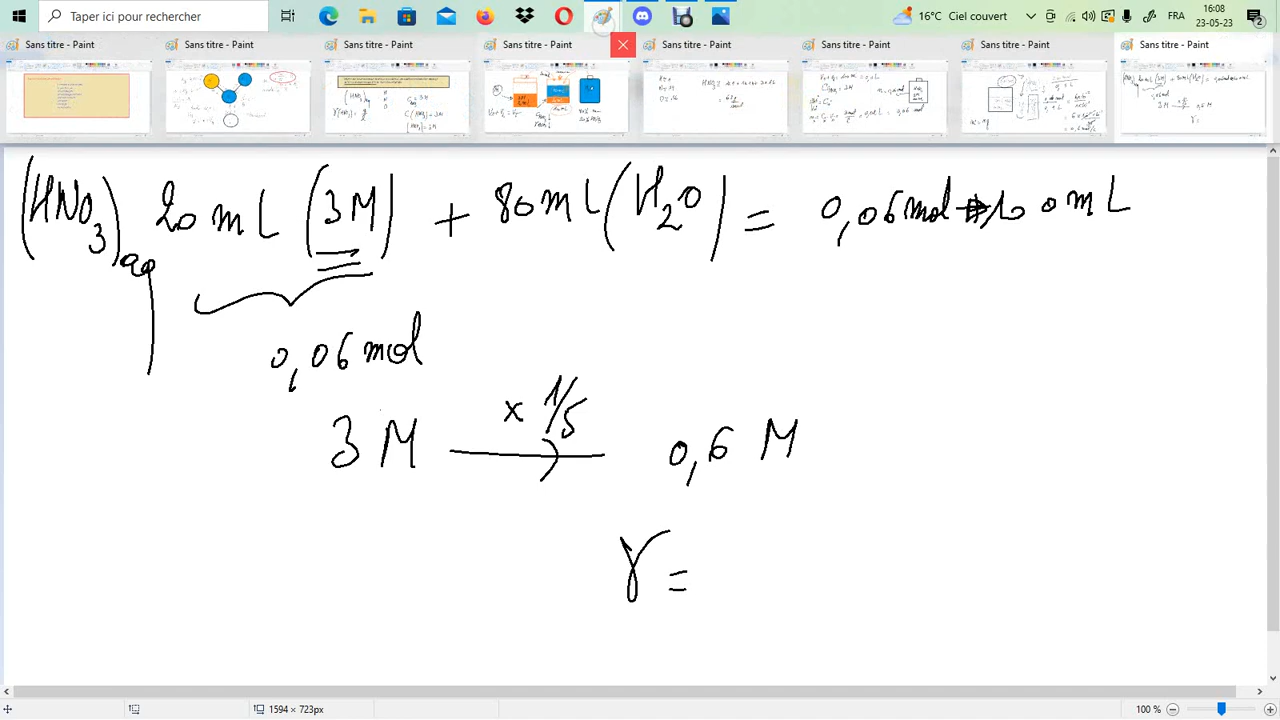 Taper ici pour rechercher
16°C Ciel couvert
FRA
16:08
23-05-23
2
Sans titre - Paint
Sans titre - Paint
Sans titre - Paint
Sans titre - Paint
Sans titre - Paint
Sans titre - Paint
Sans titre - Paint
Sans titre - Paint
(HNO3)aq 20 mL (3M) + 80 mL (H2O) = 0,06 mol 100 mL
0,06 mol
3 M × 1/5 0,6 M
γ =
1594 × 723px
100 %